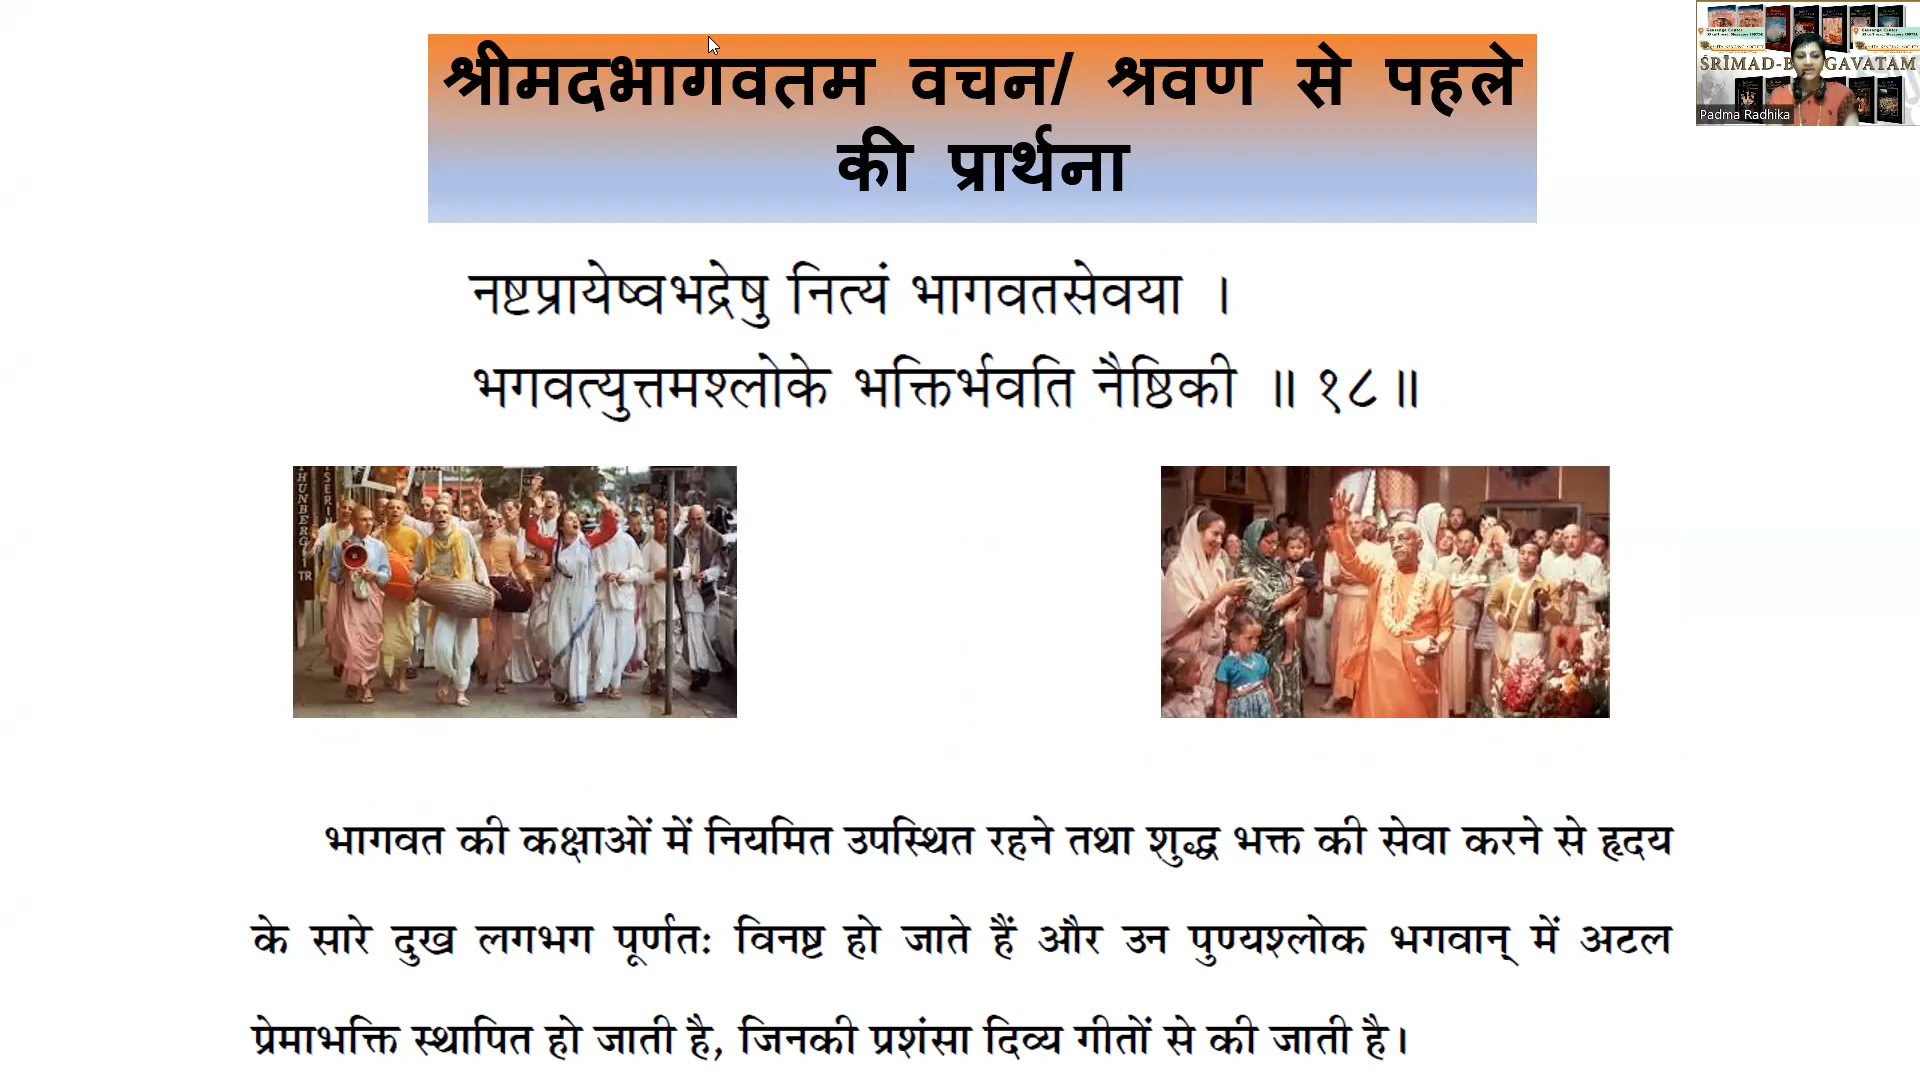 श्रीमदभागवतम वचन/ श्रवण से पहले
की प्रार्थना
नष्टप्रायेष्वभद्रेषु नित्यं भागवतसेवया ।
भगवत्युत्तमश्लोके भक्तिर्भवति नैष्ठिकी ॥ १८॥
भागवत की कक्षाओं में नियमित उपस्थित रहने तथा शुद्ध भक्त की सेवा करने से हृदय
के सारे दुख लगभग पूर्णतः विनष्ट हो जाते हैं और उन पुण्यश्लोक भगवान् में अटल
प्रेमाभक्ति स्थापित हो जाती है, जिनकी प्रशंसा दिव्य गीतों से की जाती है।
Padma Radhika